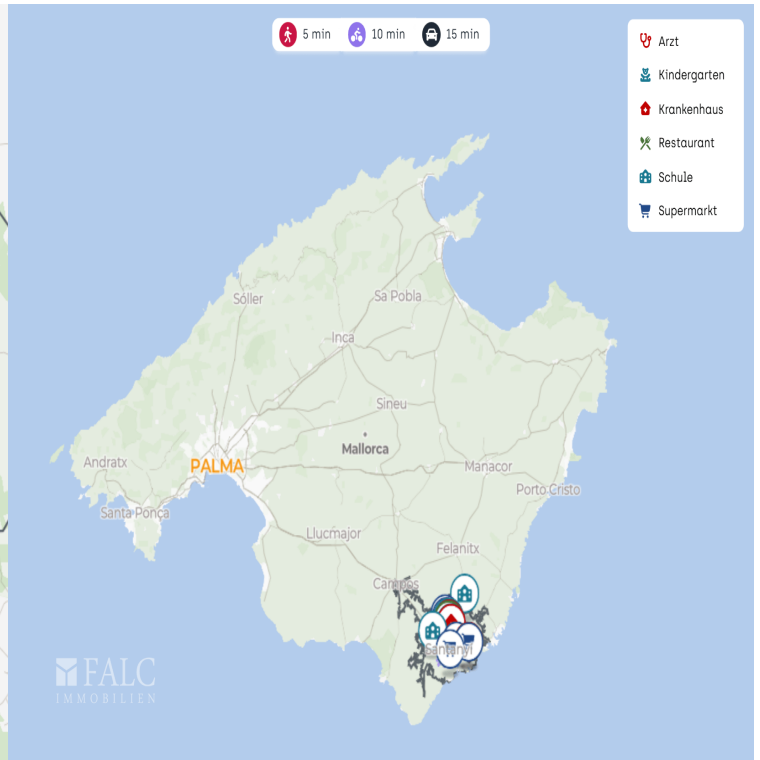 5 min
10 min
15 min
Arzt
Kindergarten
Krankenhaus
Restaurant
Schule
Supermarkt
Sóller
Sa Pobla
Inca
Sineu
Mallorca
Andratx
PALMA
Manacor
Santa Ponça
Porto Cristo
Llucmajor
Felanitx
Campos
Santanyí
FALC
IMMOBILIEN